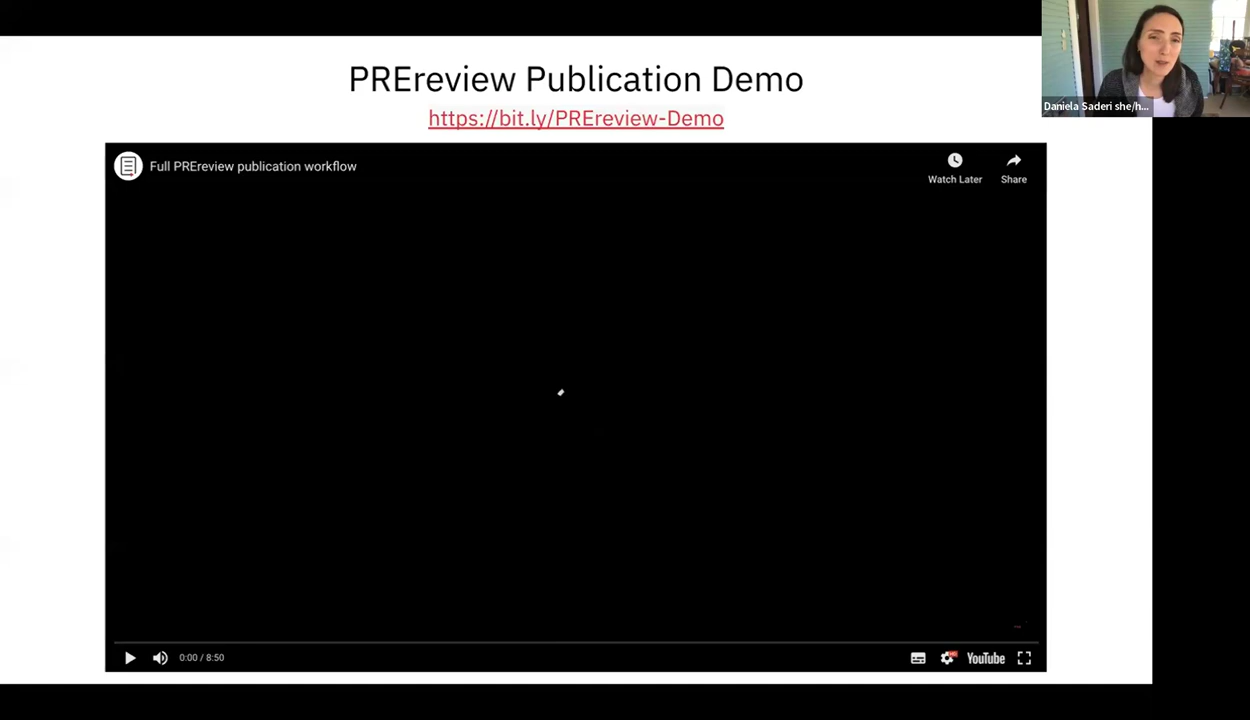 PREreview Publication Demo
https://bit.ly/PREreview-Demo
Daniela Saderi she/h...
Full PREreview publication workflow
Watch Later
Share
0:00 / 8:50
YouTube